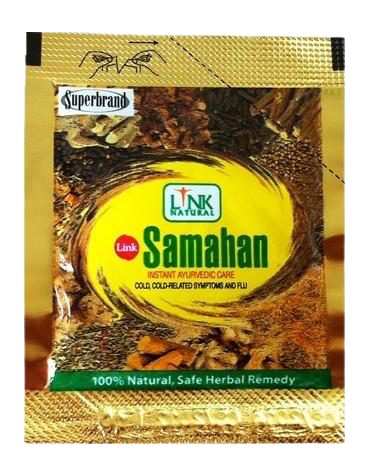 Superbrand
LINK
NATURAL
Link
Samahan
INSTANT AYURVEDIC CARE
COLD, COLD-RELATED SYMPTOMS AND FLU
100% Natural, Safe Herbal Remedy